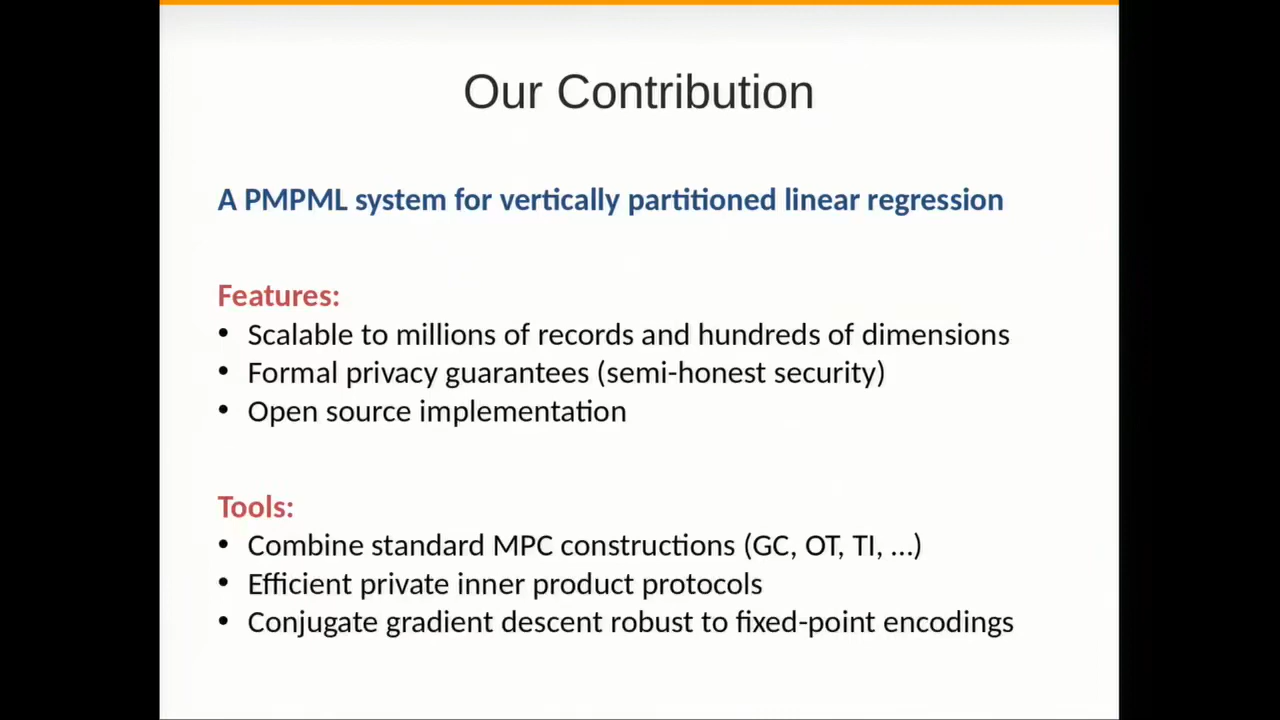 Our Contribution
A PMPML system for vertically partitioned linear regression
Features:
• Scalable to millions of records and hundreds of dimensions
• Formal privacy guarantees (semi-honest security)
• Open source implementation
Tools:
• Combine standard MPC constructions (GC, OT, TI, ...)
• Efficient private inner product protocols
• Conjugate gradient descent robust to fixed-point encodings